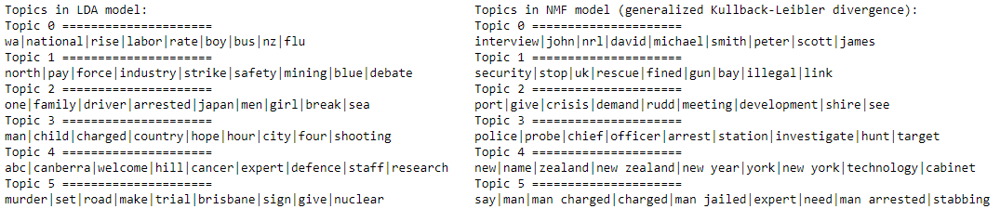 Topics in LDA model:
Topic 0 =====================
wa|national|rise|labor|rate|boy|bus|nz|flu
Topic 1 =====================
north|pay|force|industry|strike|safety|mining|blue|debate
Topic 2 =====================
one|family|driver|arrested|japan|men|girl|break|sea
Topic 3 =====================
man|child|charged|country|hope|hour|city|four|shooting
Topic 4 =====================
abc|canberra|welcome|hill|cancer|expert|defence|staff|research
Topic 5 =====================
murder|set|road|make|trial|brisbane|sign|give|nuclear
Topics in NMF model (generalized Kullback-Leibler divergence):
Topic 0 =====================
interview|john|nrl|david|michael|smith|peter|scott|james
Topic 1 =====================
security|stop|uk|rescue|fined|gun|bay|illegal|link
Topic 2 =====================
port|give|crisis|demand|rudd|meeting|development|shire|see
Topic 3 =====================
police|probe|chief|officer|arrest|station|investigate|hunt|target
Topic 4 =====================
new|name|zealand|new zealand|new year|york|new york|technology|cabinet
Topic 5 =====================
say|man|man charged|charged|man jailed|expert|need|man arrested|stabbing